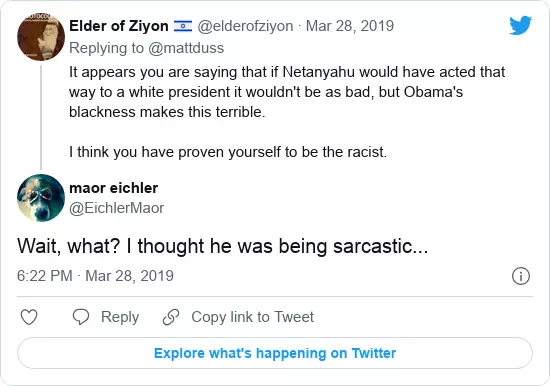 Elder of Ziyon 🇮🇱 @elderofziyon · Mar 28, 2019
Replying to @mattduss
It appears you are saying that if Netanyahu would have acted that
way to a white president it wouldn't be as bad, but Obama's
blackness makes this terrible.
I think you have proven yourself to be the racist.
maor eichler
@EichlerMaor
Wait, what? I thought he was being sarcastic...
6:22 PM · Mar 28, 2019
Reply
Copy link to Tweet
Explore what's happening on Twitter